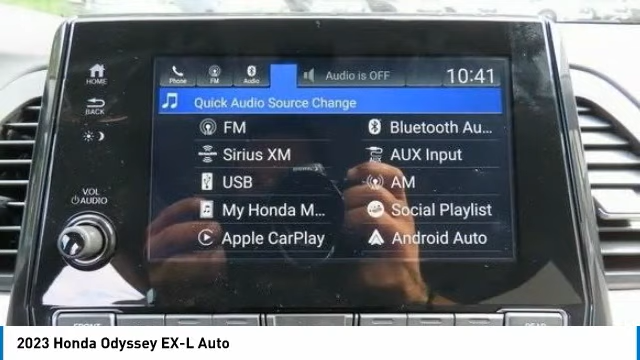 HOME
BACK
VOL
AUDIO
Phone
FM
Audio
Audio is OFF
10:41
Quick Audio Source Change
FM
Bluetooth Au...
Sirius XM
AUX Input
USB
AM
My Honda M...
Social Playlist
Apple CarPlay
Android Auto
FRONT
REAR
2023 Honda Odyssey EX-L Auto